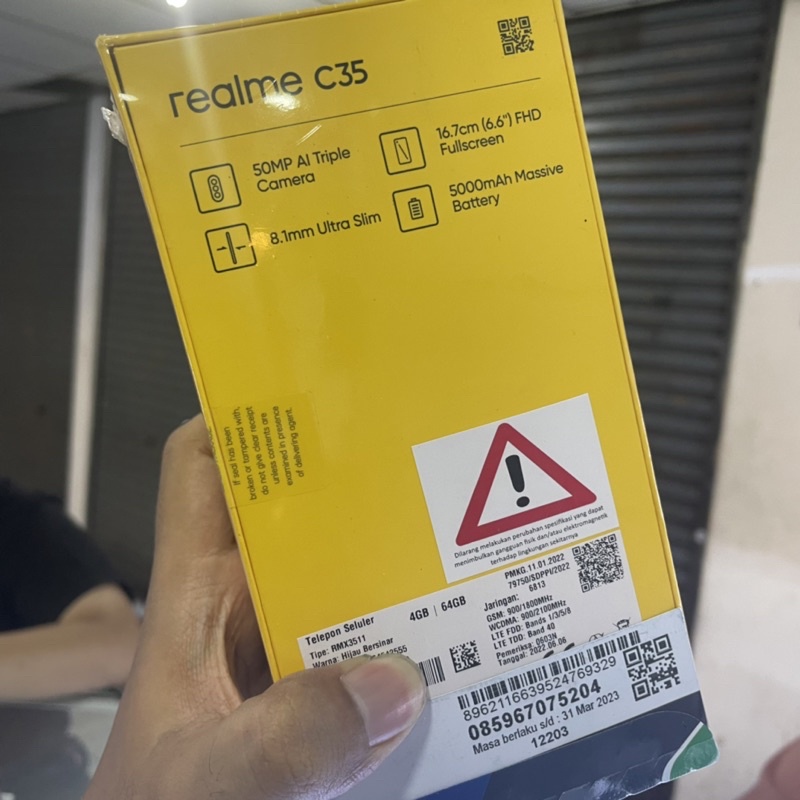 realme C35
50MP AI Triple
Camera
16.7cm (6.6") FHD
Fullscreen
8.1mm Ultra Slim
5000mAh Massive
Battery
If seal has been
broken or tampered with,
do not give clear receipt
unless contents are
examined in presence
of delivering agent.
Dilarang melakukan perubahan spesifikasi yang dapat
menimbulkan gangguan fisik dan/atau elektromagnetik
terhadap lingkungan sekitarnya
Telepon Seluler
4GB | 64GB
Tipe: RMX3511
Warna: Hijau Bersinar
PMKG.11.01.2022
79750/SDPPI/2022
6813
Jaringan:
GSM: 900/1800MHz
WCDMA: 900/2100MHz
LTE FDD: Bands 1/3/5/8
LTE TDD: Band 40
Pemeriksa: 0603N
Tanggal: 2022.06.06
8962116639524769329
085967075204
Masa berlaku s/d : 31 Mar 2023
12203